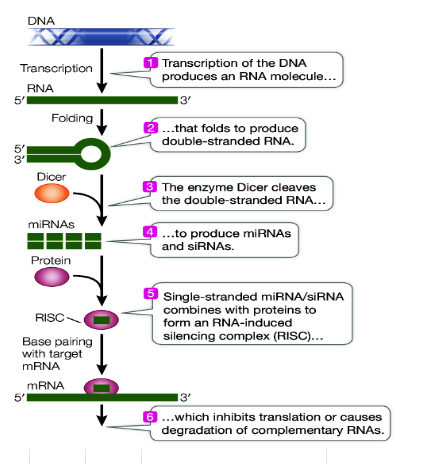 DNA
Transcription
1 Transcription of the DNA
produces an RNA molecule…
RNA
5′ 3′
Folding
2 …that folds to produce
double-stranded RNA.
5′
3′
Dicer
3 The enzyme Dicer cleaves
the double-stranded RNA…
miRNAs
4 …to produce miRNAs
and siRNAs.
Protein
5 Single-stranded miRNA/siRNA
combines with proteins to
form an RNA-induced
silencing complex (RISC)…
RISC
Base pairing
with target
mRNA
mRNA
5′ 3′
6 …which inhibits translation or causes
degradation of complementary RNAs.